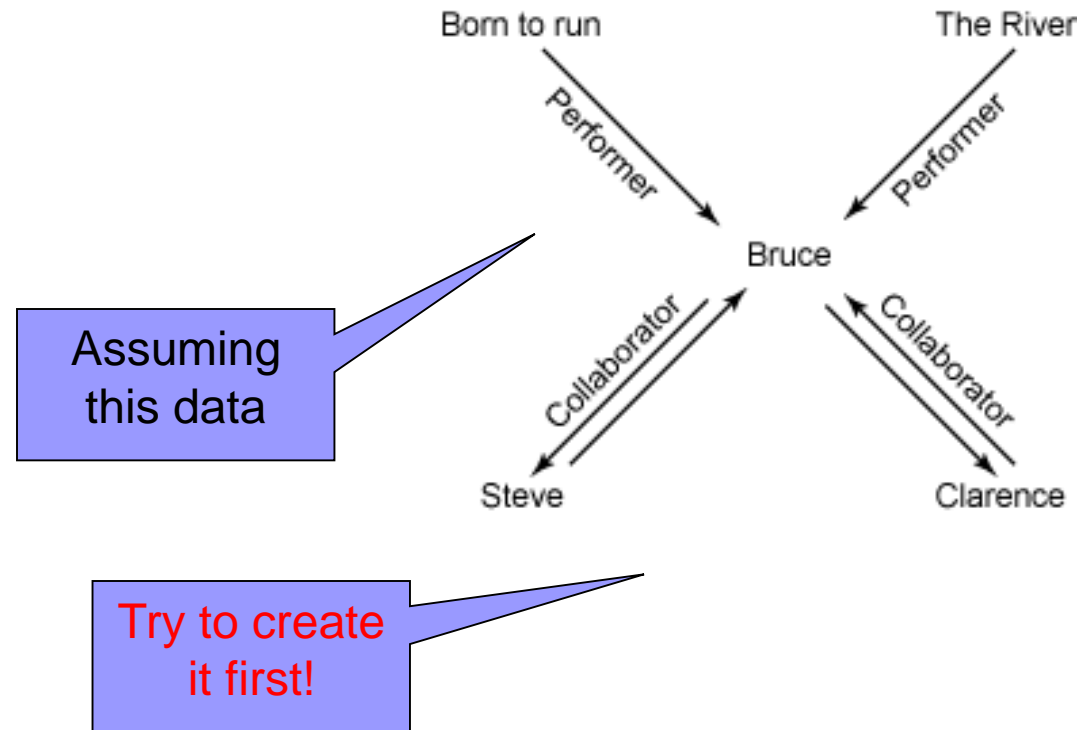 Born to run
The River
Performer
Performer
Bruce
Assuming
this data
Collaborator
Collaborator
Steve
Clarence
Try to create
it first!